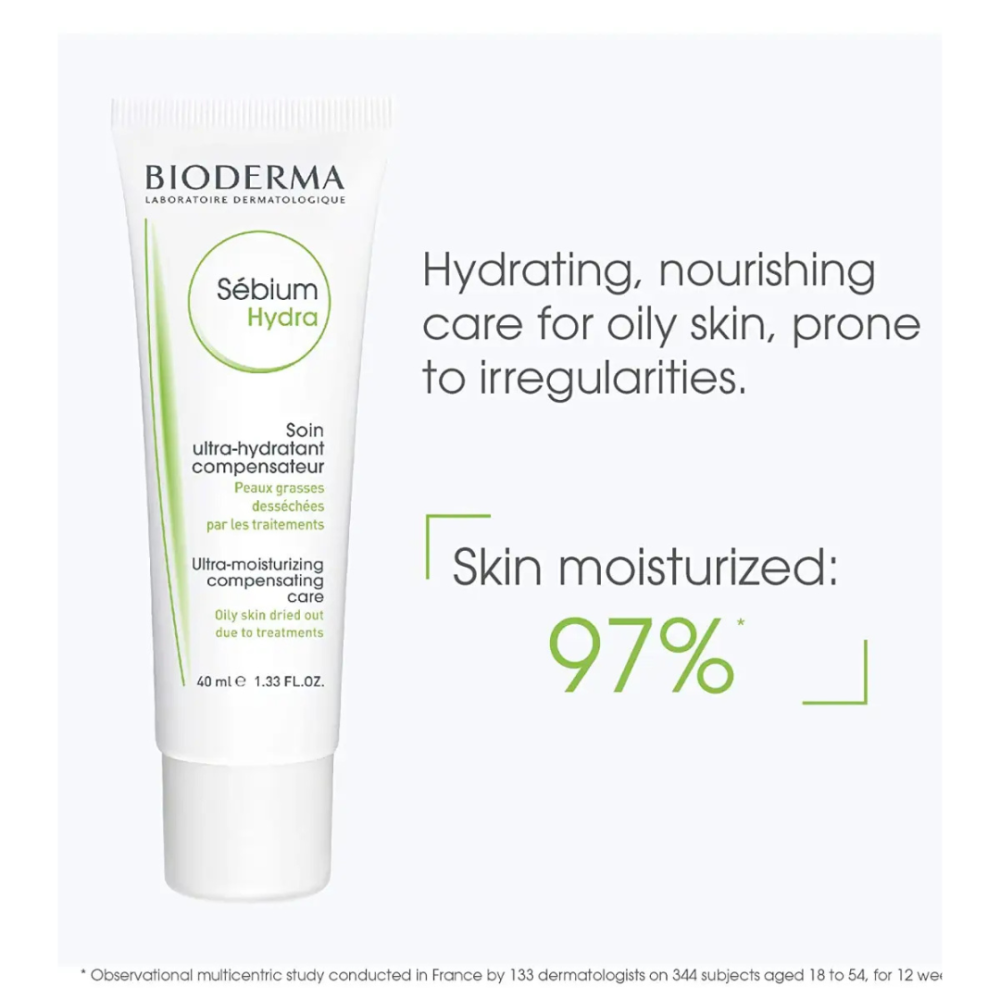 BIODERMA
LABORATOIRE DERMATOLOGIQUE
Sébium
Hydra
Soin
ultra-hydratant
compensateur
Peaux grasses
desséchées
par les traitements
Ultra-moisturizing
compensating
care
Oily skin dried out
due to treatments
40 ml e 1.33 FL.OZ.
Hydrating, nourishing
care for oily skin, prone
to irregularities.
Skin moisturized:
97%*
* Observational multicentric study conducted in France by 133 dermatologists on 344 subjects aged 18 to 54, for 12